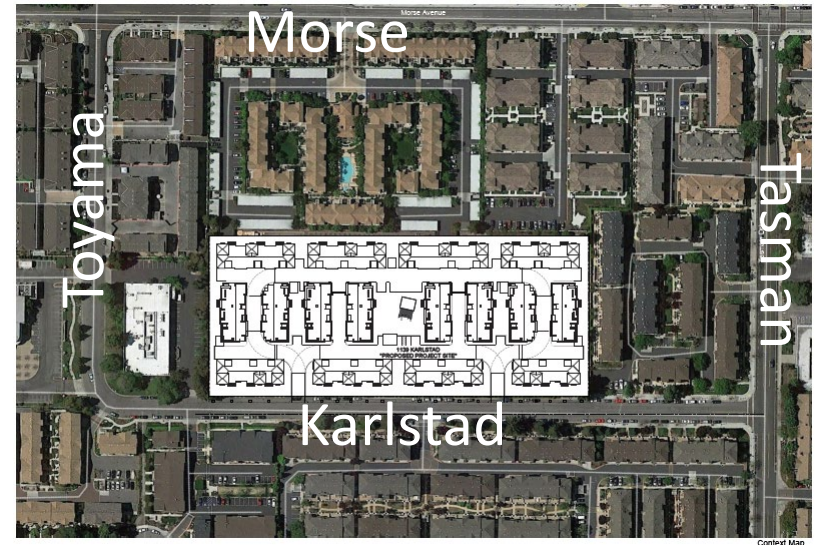 Morse Avenue
Morse
Toyama
Tasman
1139 KARLSTAD
"PROPOSED PROJECT SITE"
Karlstad
Context Map